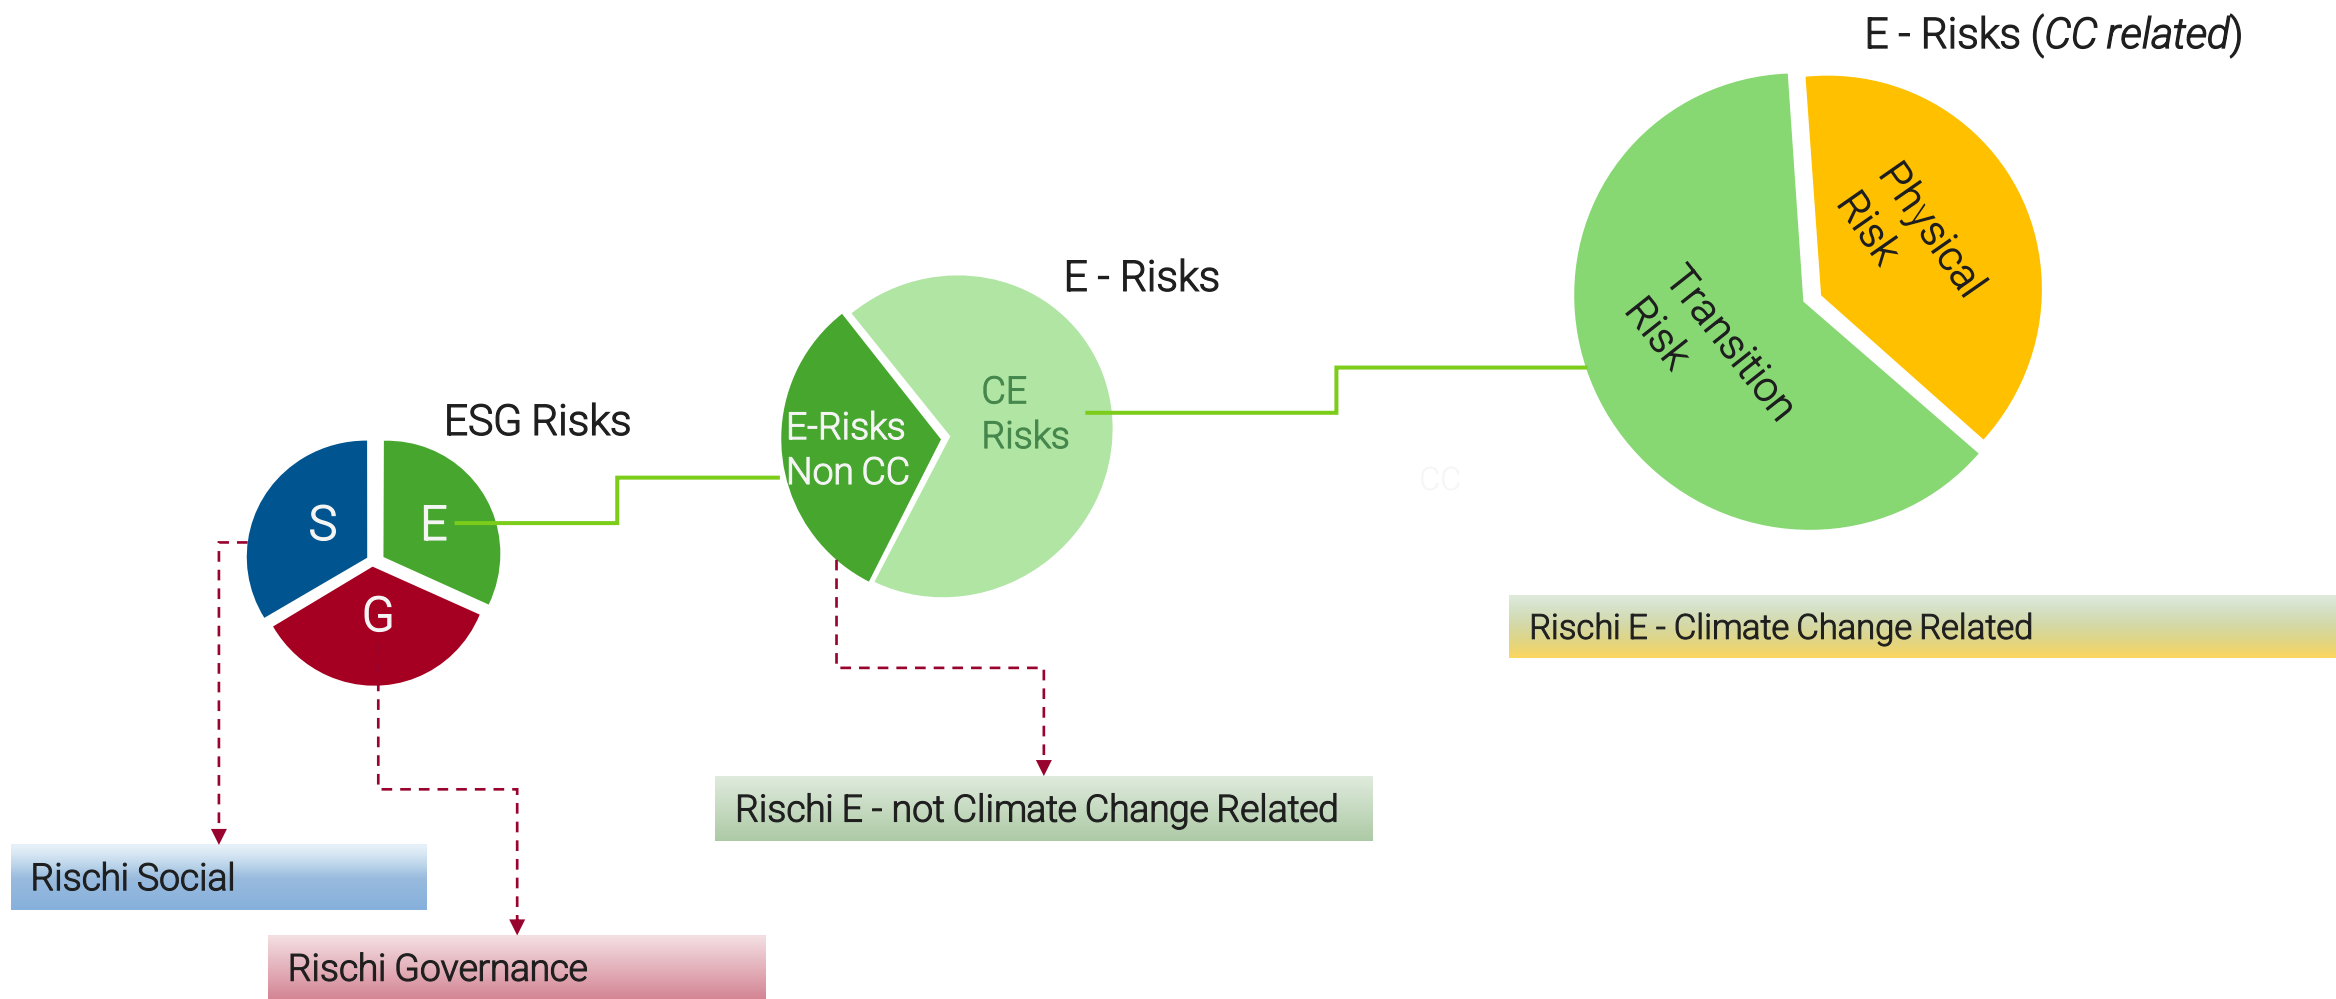 E - Risks (CC related)
Physical
Risk
Transition
Risk
E - Risks
CE
Risks
E-Risks
Non CC
CC
ESG Risks
S
E
G
Rischi E - Climate Change Related
Rischi E - not Climate Change Related
Rischi Social
Rischi Governance